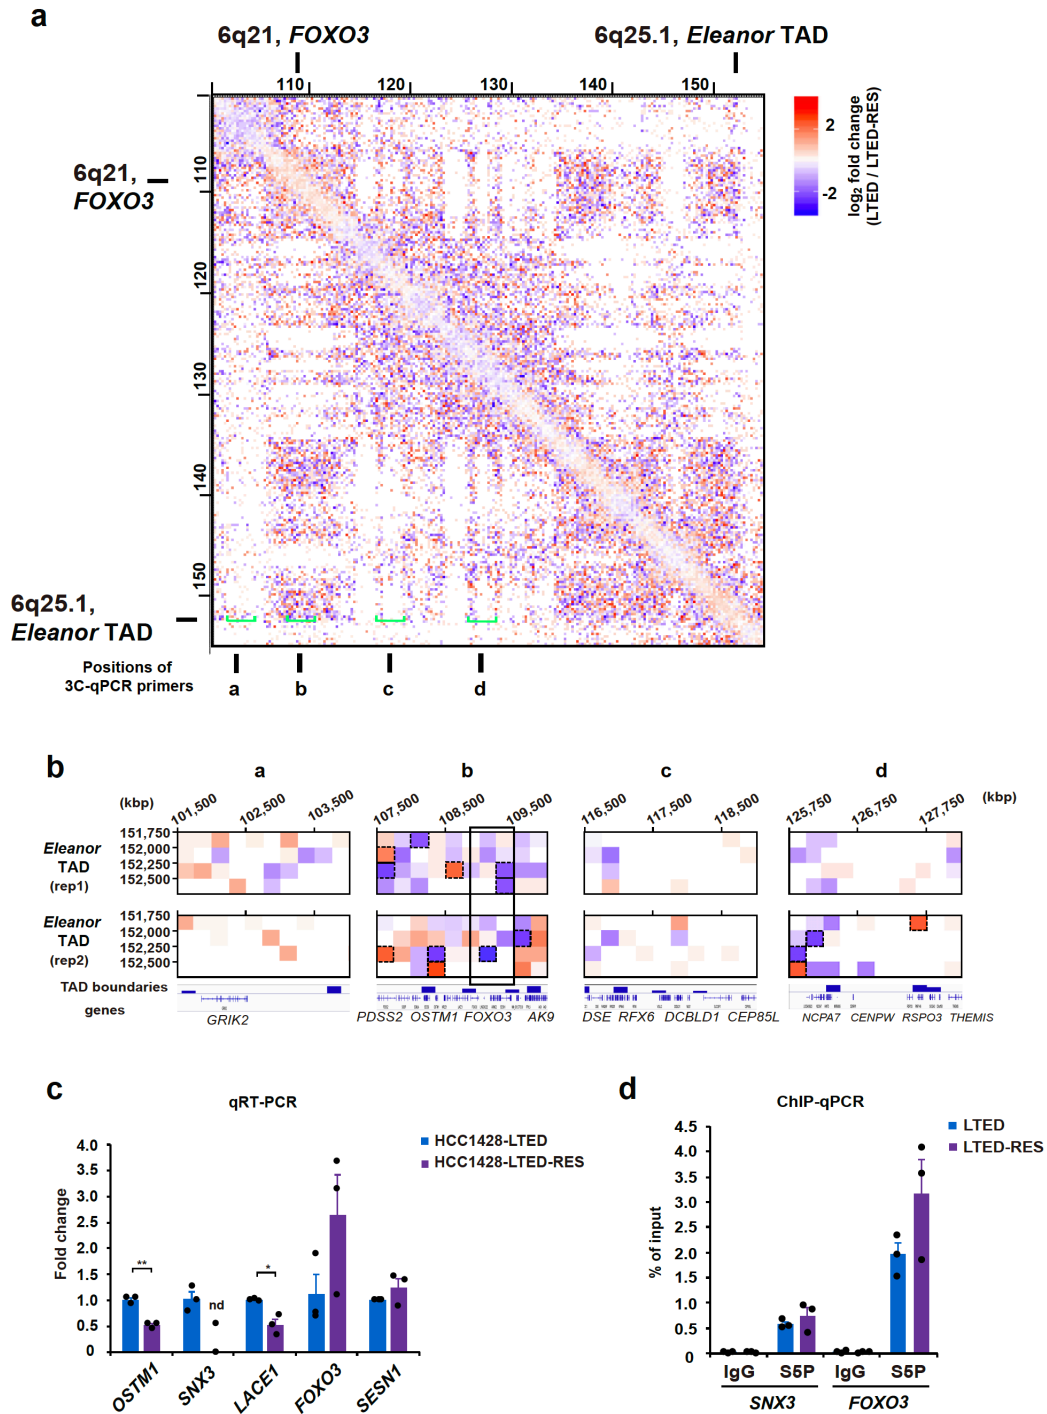 a
6q21, FOXO3
6q25.1, Eleanor TAD
110 120 130 140 150
6q21,
FOXO3
110
120
130
140
150
2
-2
log2 fold change
(LTED / LTED-RES)
6q25.1,
Eleanor TAD
Positions of
3C-qPCR primers
a b c d
b
a b c d
(kbp)
101,500 102,500 103,500
107,500 108,500 109,500
116,500 117,500 118,500
125,750 126,750 127,750
(kbp)
Eleanor
TAD
(rep1)
151,750
152,000
152,250
152,500
Eleanor
TAD
(rep2)
151,750
152,000
152,250
152,500
TAD boundaries
genes
GRIK2
PDSS2 OSTM1 FOXO3 AK9
DSE RFX6 DCBLD1 CEP85L
NCPA7 CENPW RSPO3 THEMIS
c
qRT-PCR
HCC1428-LTED
HCC1428-LTED-RES
Fold change
4.0
3.5
3.0
2.5
2.0
1.5
1.0
0.5
0
**
nd
*
OSTM1 SNX3 LACE1 FOXO3 SESN1
d
ChIP-qPCR
LTED
LTED-RES
% of input
4.5
4.0
3.5
3.0
2.5
2.0
1.5
1.0
0.5
0
IgG S5P IgG S5P
SNX3 FOXO3